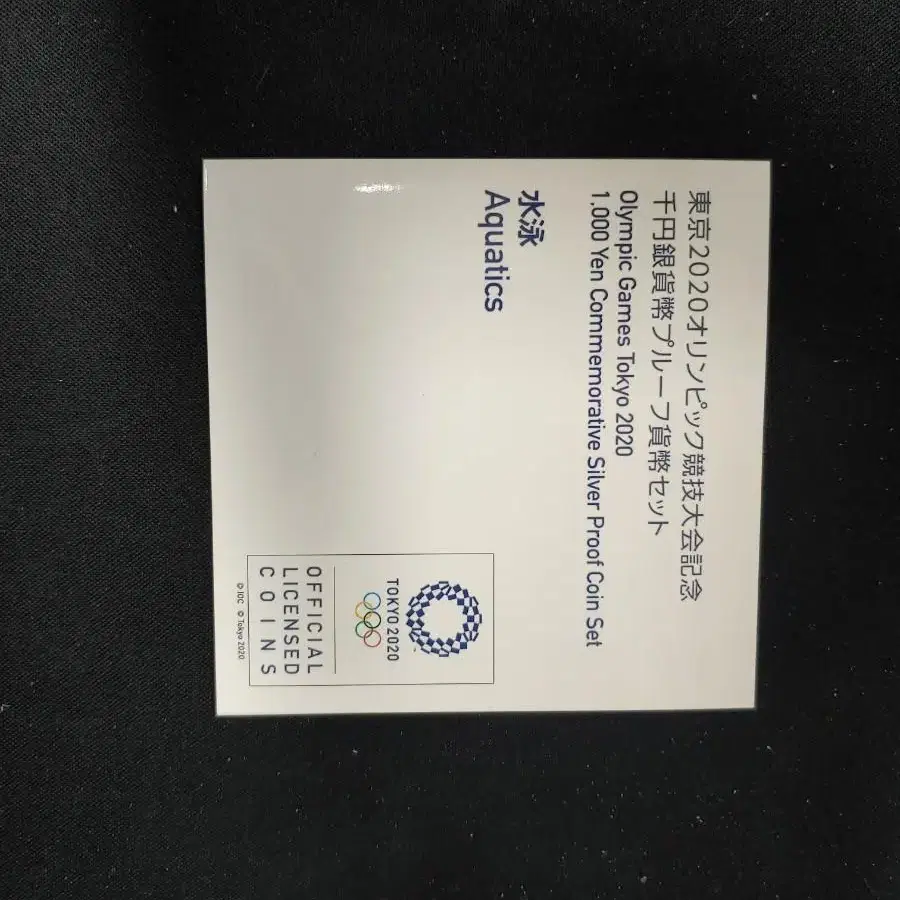 東京2020オリンピック競技大会記念
千円銀貨幣プルーフ貨幣セット
Olympic Games Tokyo 2020
1,000 Yen Commemorative Silver Proof Coin Set
水泳
Aquatics
TOKYO 2020
OFFICIAL
LICENSED
COINS
© IOC © Tokyo 2020